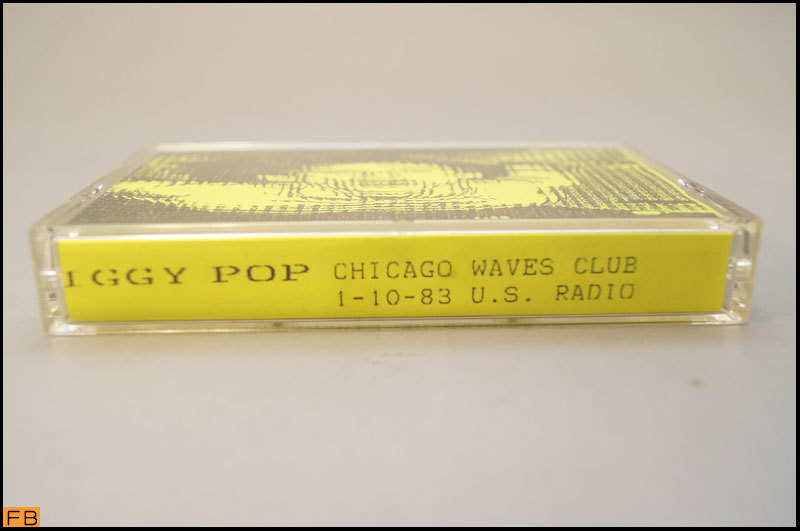 IGGY POP
CHICAGO WAVES CLUB
1-10-83 U.S. RADIO
FB